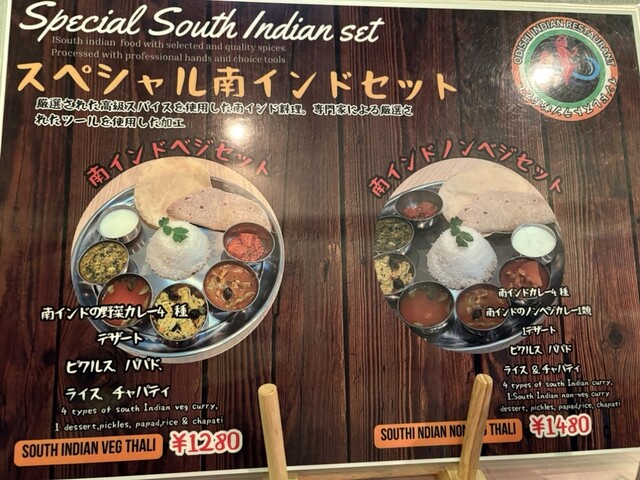 Special South Indian set
ISouth indian food with selected and quality spices.
Processed with professional hands and choice tools
スペシャル南インドセット
厳選された高級スパイスを使用した南インド料理。専門家による厳選さ
れたツールを使用した加工
ODISHI INDIAN RESTAURANT
南インドベジセット
南インドの野菜カレー4 種
デザート
ピクルス パパド、
ライス チャパティ
4 types of south Indian veg curry,
1 dessert,pickles, papad,rice & chapati
SOUTH INDIAN VEG THALI
¥1280
南インドノンベジセット
南インドカレー4 種
南インドのノンベジカレー1類
1デザート
ピクルス パパド
ライス & チャパティ
4 types of south Indian curry,
1.South Indian non-veg curry
dessert, pickles, papad,rice, chapati
SOUTHI NDIAN NON VEG THALI
¥1480